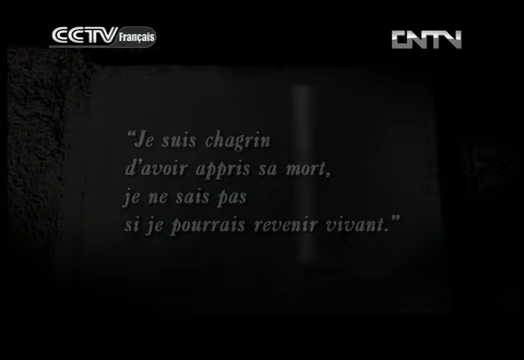 CCTV Français
CNTV
“Je suis chagrin
d’avoir appris sa mort,
je ne sais pas
si je pourrais revenir vivant.”